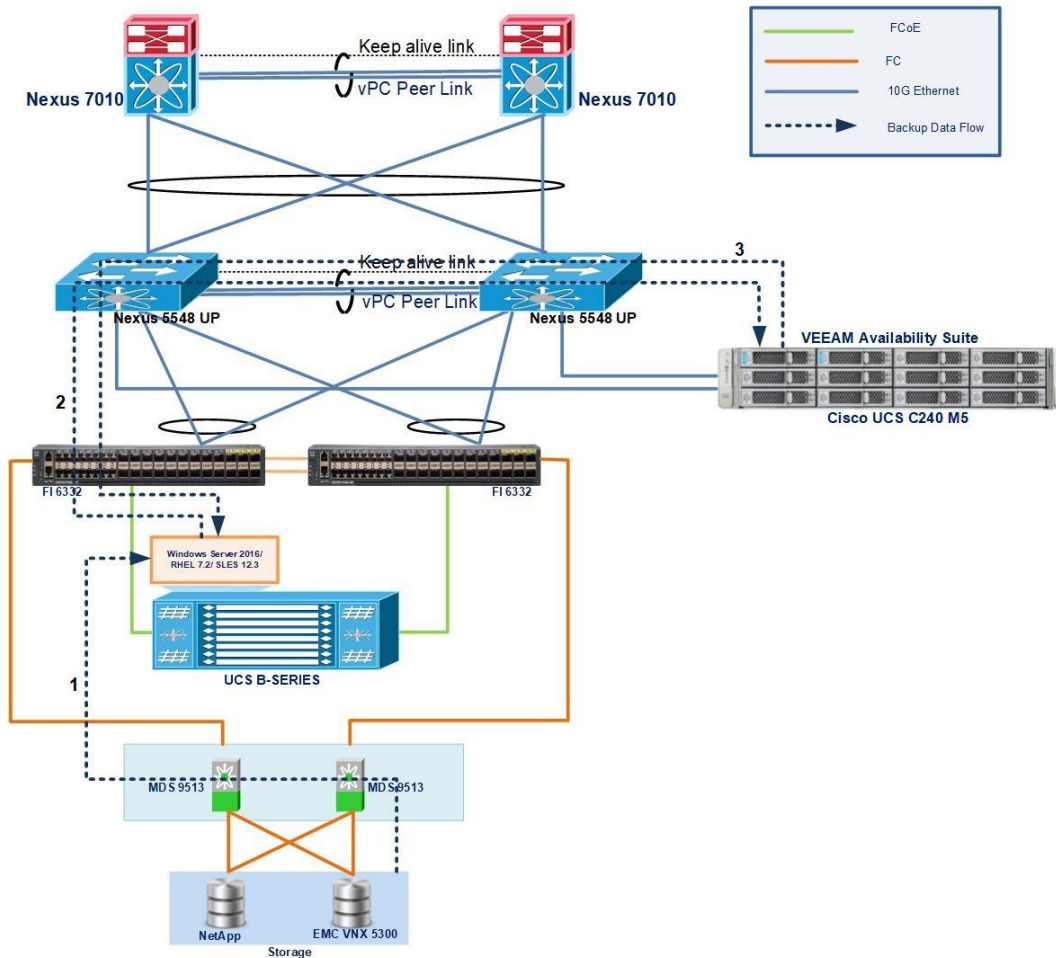 Keep alive link
vPC Peer Link
Nexus 7010
Nexus 7010
FCoE
FC
10G Ethernet
Backup Data Flow
Keep alive link
vPC Peer Link
Nexus 5548 UP
Nexus 5548 UP
3
VEEAM Availability Suite
Cisco UCS C240 M5
2
FI 6332
FI 6332
Windows Server 2016/
RHEL 7.2/ SLES 12.3
UCS B-SERIES
1
MDS 9513
MDS 9513
NetApp
EMC VNX 5300
Storage